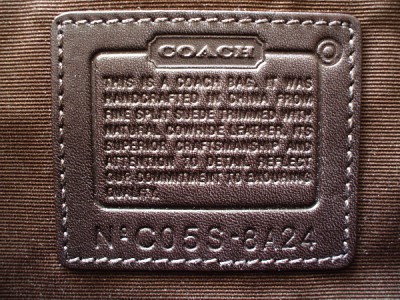 COACH
THIS IS A COACH BAG. IT WAS
HANDCRAFTED IN CHINA FROM
FINE SPLIT SUEDE TRIMMED WITH
NATURAL COWHIDE LEATHER. ITS
SUPERIOR CRAFTSMANSHIP AND
ATTENTION TO DETAIL REFLECT
OUR COMMITMENT TO ENDURING
QUALITY.
Nº C05S-6A24